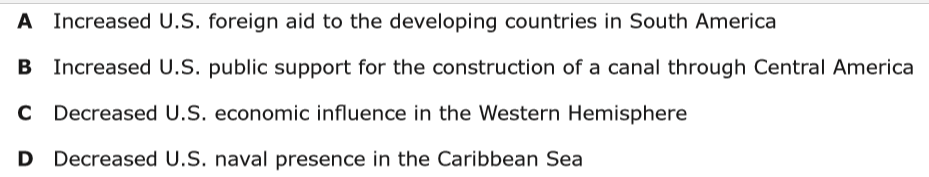 A Increased U.S. foreign aid to the developing countries in South America
B Increased U.S. public support for the construction of a canal through Central America
C Decreased U.S. economic influence in the Western Hemisphere
D Decreased U.S. naval presence in the Caribbean Sea